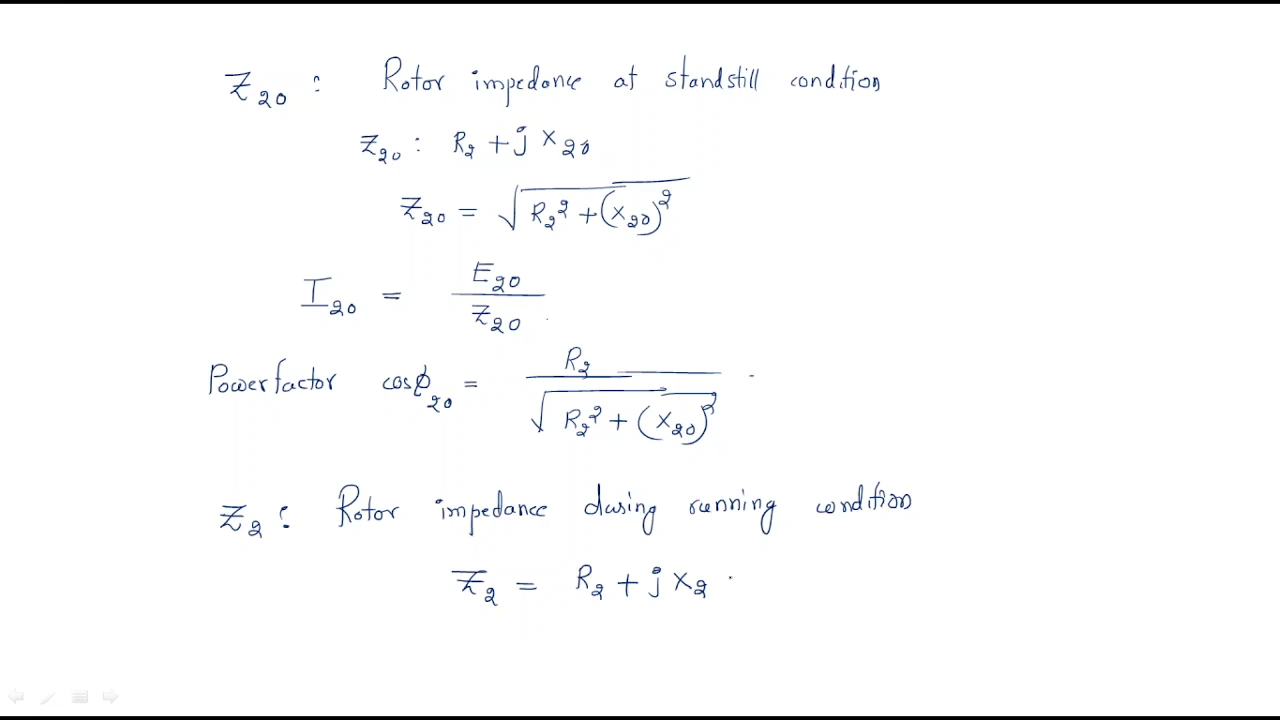 Z₂₀ : Rotor impedance at standstill condition
Z₂₀ : R₂ + j X₂₀
Z₂₀ = √(R₂² + (X₂₀)²)
I₂₀ = E₂₀ / Z₂₀
Powerfactor cosϕ₂₀ = R₂ / √(R₂² + (X₂₀)²)
Z₂ : Rotor impedance during running condition
Z₂ = R₂ + j X₂